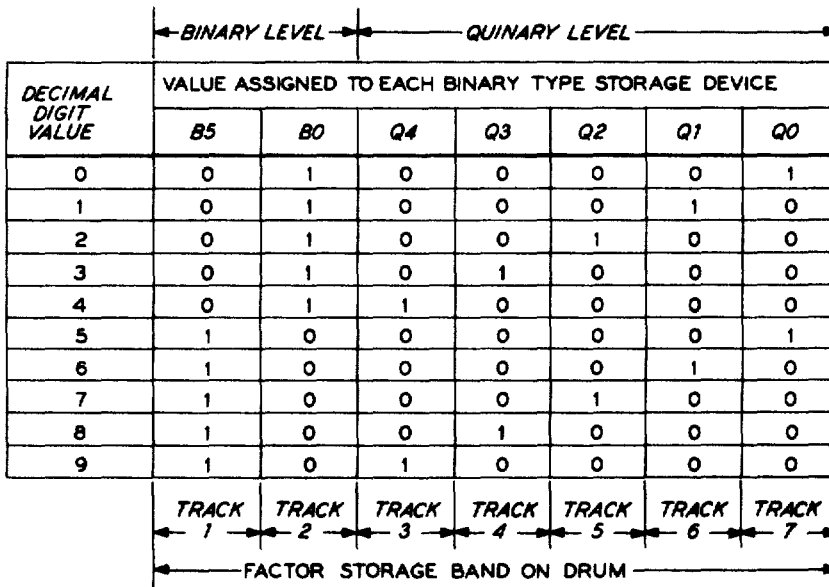 BINARY LEVEL QUINARY LEVEL
DECIMAL DIGIT VALUE
VALUE ASSIGNED TO EACH BINARY TYPE STORAGE DEVICE
B5 B0 Q4 Q3 Q2 Q1 Q0
0 0 1 0 0 0 0 1
1 0 1 0 0 0 1 0
2 0 1 0 0 1 0 0
3 0 1 0 1 0 0 0
4 0 1 1 0 0 0 0
5 1 0 0 0 0 0 1
6 1 0 0 0 0 1 0
7 1 0 0 0 1 0 0
8 1 0 0 1 0 0 0
9 1 0 1 0 0 0 0
TRACK TRACK TRACK TRACK TRACK TRACK TRACK
1 2 3 4 5 6 7
FACTOR STORAGE BAND ON DRUM